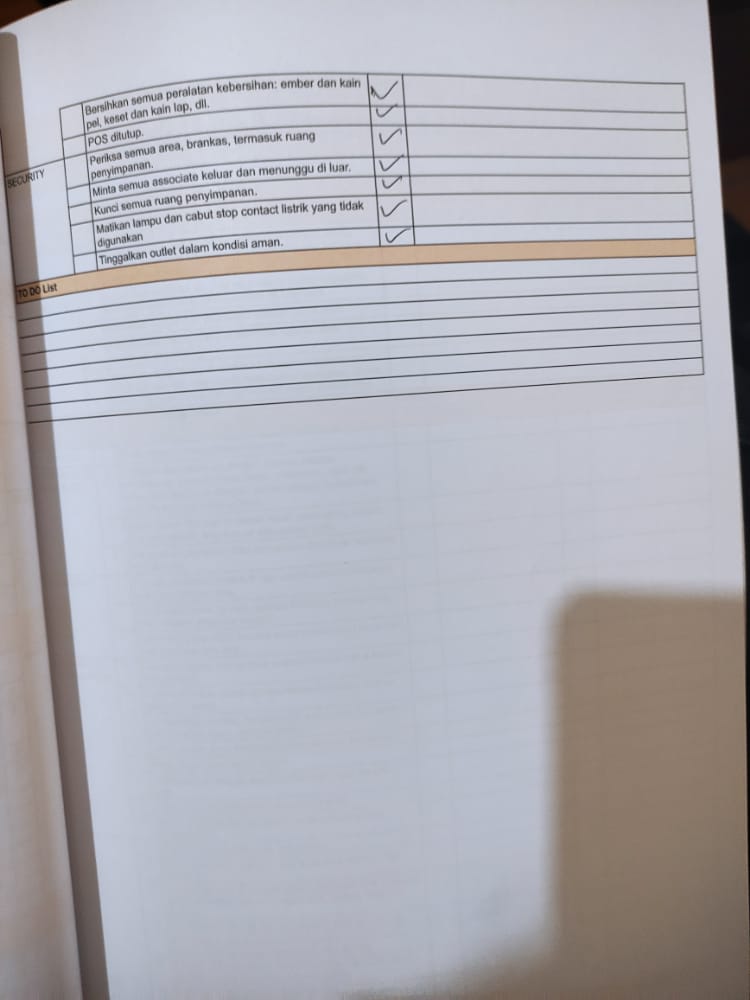 Bersihkan semua peralatan kebersihan: ember dan kain
pel, keset dan kain lap, dll.
POS ditutup.
SECURITY
Periksa semua area, brankas, termasuk ruang
penyimpanan.
Minta semua associate keluar dan menunggu di luar.
Kunci semua ruang penyimpanan.
Matikan lampu dan cabut stop contact listrik yang tidak
digunakan
Tinggalkan outlet dalam kondisi aman.
TO DO List